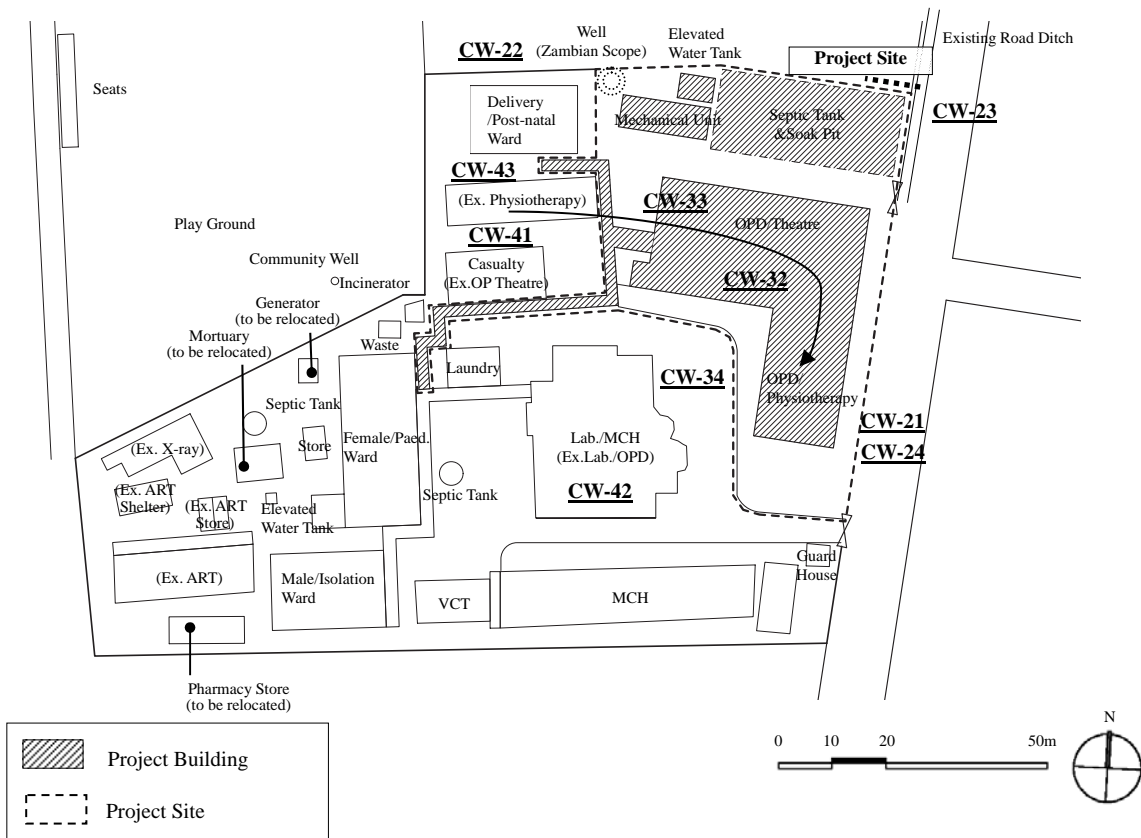 Well
(Zambian Scope)
Elevated
Water Tank
Existing Road Ditch
CW-22
Project Site
Seats
Delivery
/Post-natal
Ward
Mechanical Unit
Septic Tank
&Soak Pit
CW-23
CW-43
(Ex. Physiotherapy)
CW-33
Play Ground
OPD/Theatre
CW-41
Community Well
Casualty
(Ex.OP Theatre)
CW-32
Incinerator
Generator
(to be relocated)
Mortuary
(to be relocated)
Waste
Laundry
CW-34
OPD/
Physiotherapy
Septic Tank
CW-21
(Ex. X-ray)
Store
Female/Paed.
Ward
Lab./MCH
(Ex.Lab./OPD)
CW-24
(Ex. ART
Shelter)
(Ex. ART
Store)
Elevated
Water Tank
Septic Tank
CW-42
Guard
House
(Ex. ART)
Male/Isolation
Ward
VCT
MCH
Pharmacy Store
(to be relocated)
N
0 10 20 50m
Project Building
Project Site